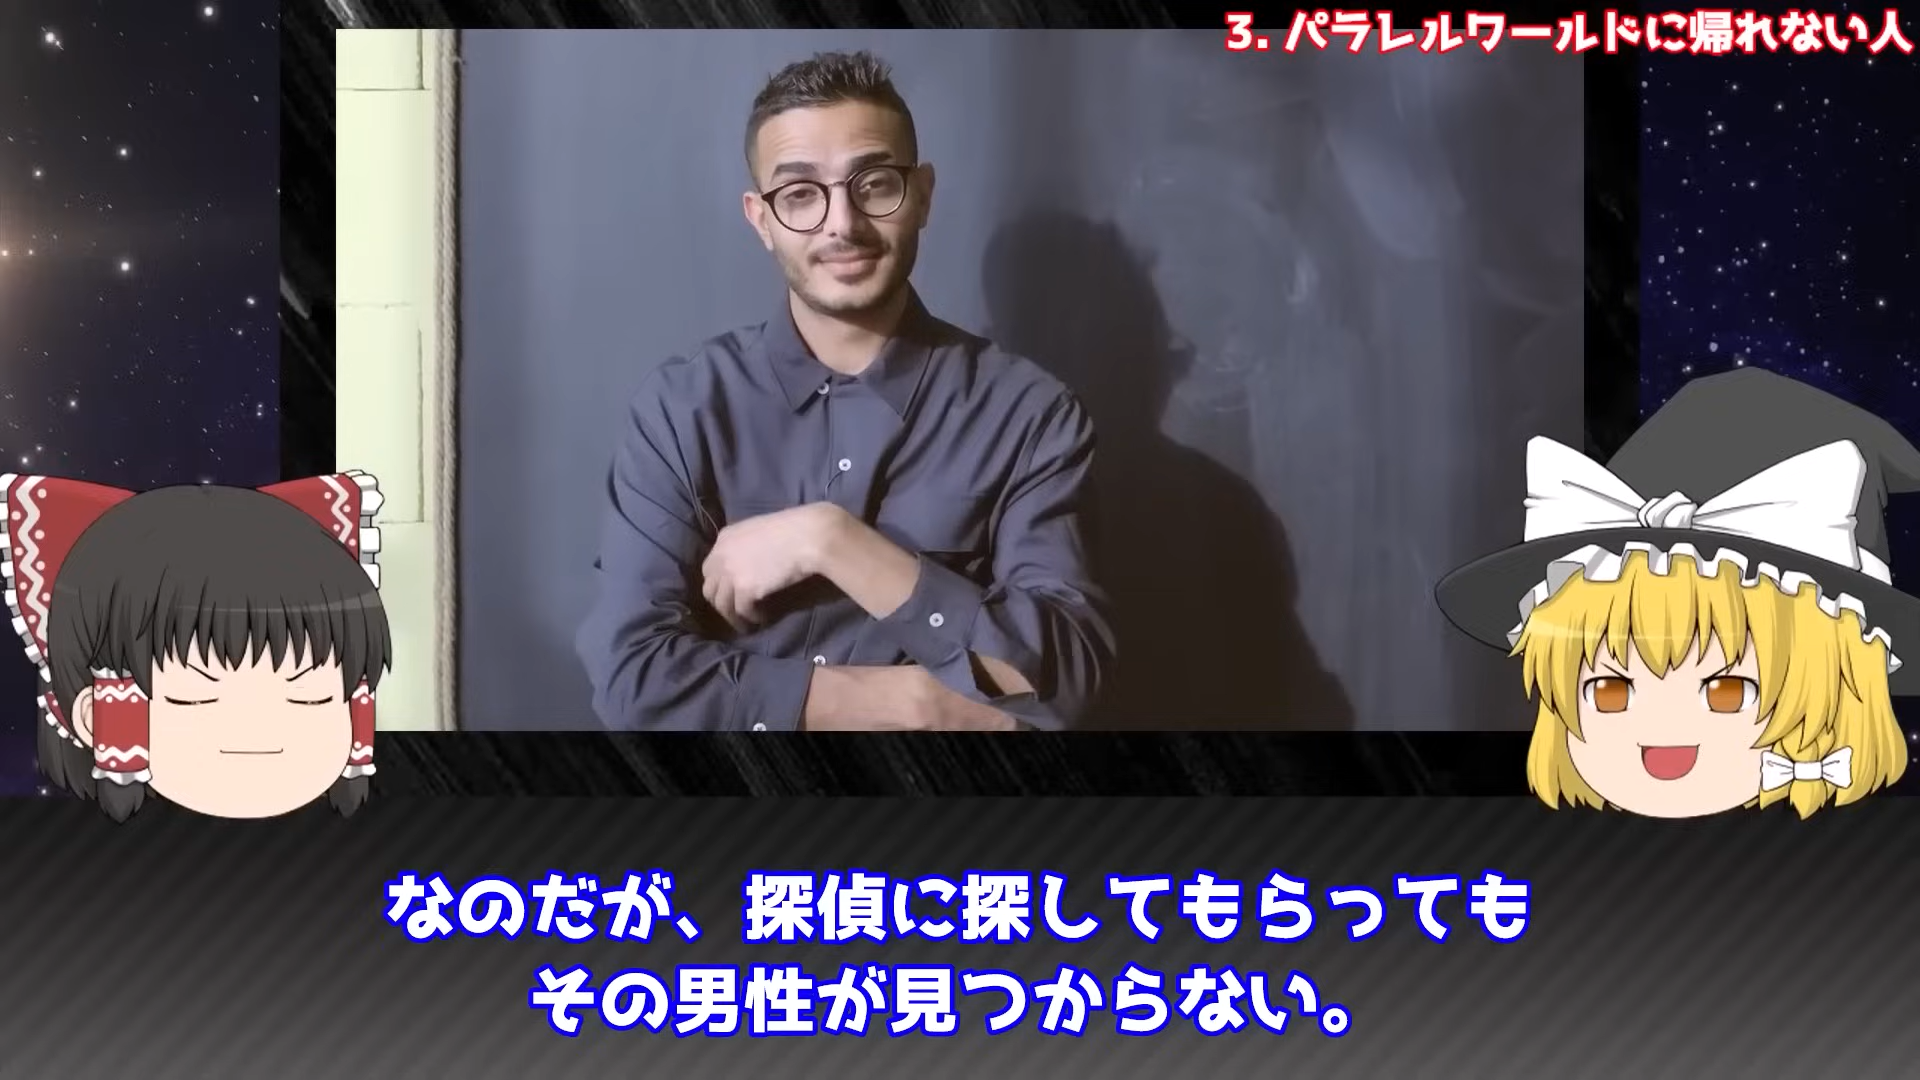 3. パラレルワールドに帰れない人
なのだが、探偵に探してもらっても
その男性が見つからない。